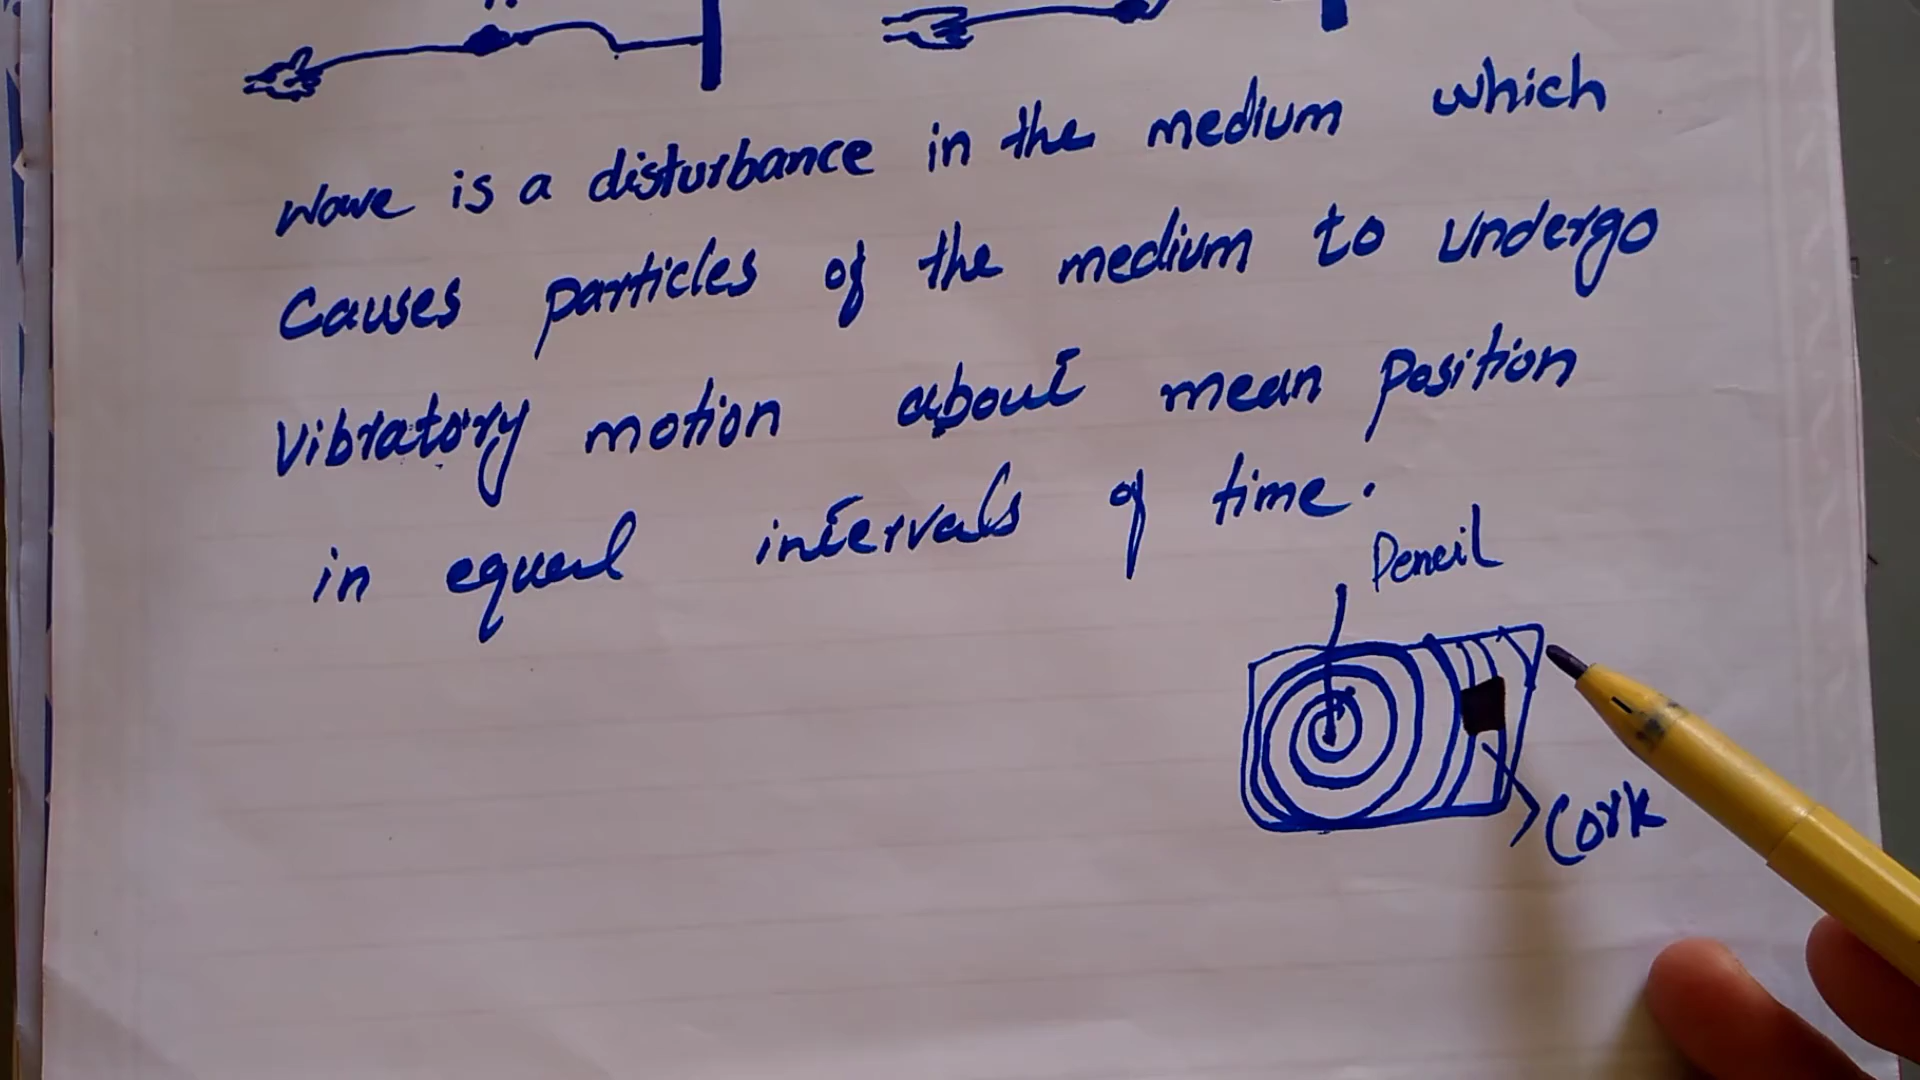 wave is a disturbance in the medium which
Causes particles of the medium to undergo
Vibratory motion about mean position
in equal intervals of time.
Pencil
Cork